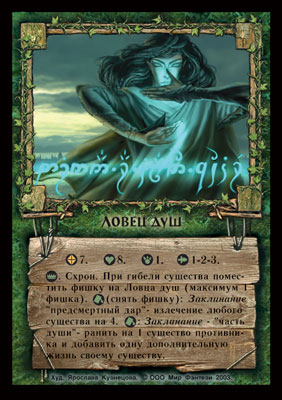 ЛОВЕЦ ДУШ
7. 8. 1. 1-2-3.
. Схрон. При гибели существа помес-
тить фишку на Ловца душ (максимум 1
фишка). (снять фишку): Заклинание
"предсмертный дар"- излечение любого
существа на 4. : Заклинание - "часть
души"- ранить на 1 существо противни-
ка и добавить одну дополнительную
жизнь своему существу.
Худ. Ярослава Кузнецова. © ООО Мир Фэнтези 2003.